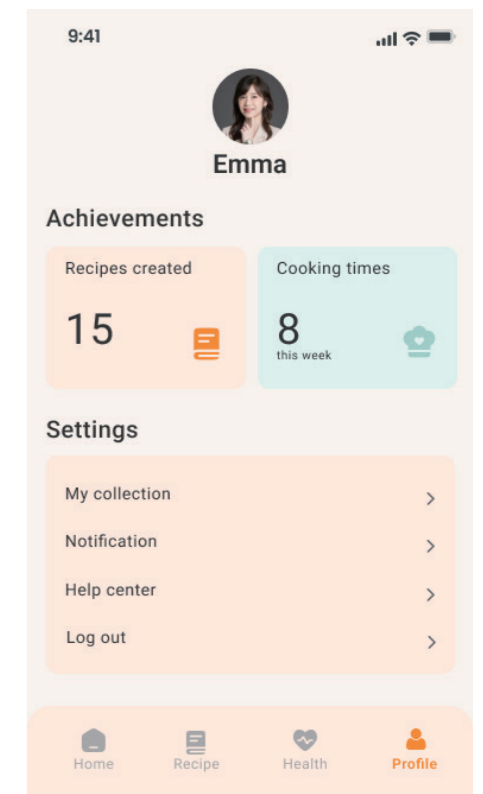 9:41
Emma
Achievements
Recipes created
15
Cooking times
8
this week
Settings
My collection
Notification
Help center
Log out
Home
Recipe
Health
Profile